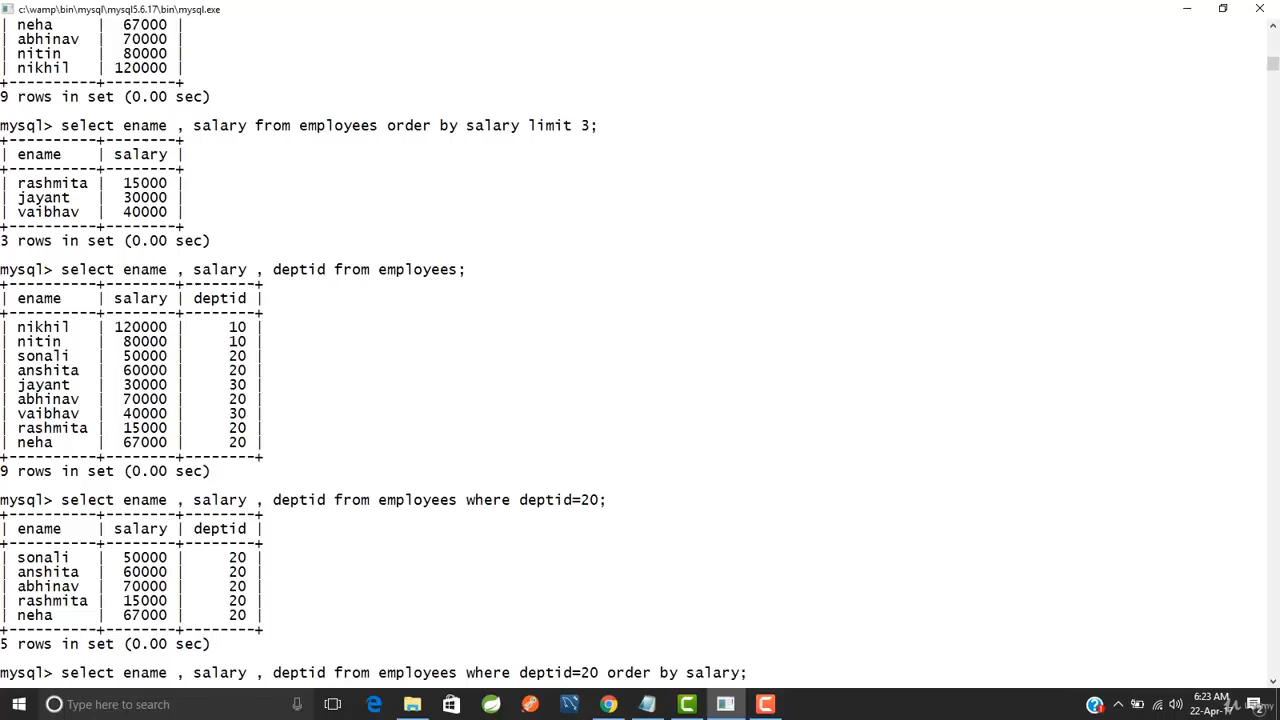 c:\wamp\bin\mysql\mysql5.6.17\bin\mysql.exe
| neha     |  67000 |
| abhinav  |  70000 |
| nitin    |  80000 |
| nikhil   | 120000 |
+----------+--------+
9 rows in set (0.00 sec)
mysql> select ename , salary from employees order by salary limit 3;
+----------+--------+
| ename    | salary |
+----------+--------+
| rashmita |  15000 |
| jayant   |  30000 |
| vaibhav  |  40000 |
+----------+--------+
3 rows in set (0.00 sec)
mysql> select ename , salary , deptid from employees;
+----------+--------+--------+
| ename    | salary | deptid |
+----------+--------+--------+
| nikhil   | 120000 |     10 |
| nitin    |  80000 |     10 |
| sonali   |  50000 |     20 |
| anshita  |  60000 |     20 |
| jayant   |  30000 |     30 |
| abhinav  |  70000 |     20 |
| vaibhav  |  40000 |     30 |
| rashmita |  15000 |     20 |
| neha     |  67000 |     20 |
+----------+--------+--------+
9 rows in set (0.00 sec)
mysql> select ename , salary , deptid from employees where deptid=20;
+----------+--------+--------+
| ename    | salary | deptid |
+----------+--------+--------+
| sonali   |  50000 |     20 |
| anshita  |  60000 |     20 |
| abhinav  |  70000 |     20 |
| rashmita |  15000 |     20 |
| neha     |  67000 |     20 |
+----------+--------+--------+
5 rows in set (0.00 sec)
mysql> select ename , salary , deptid from employees where deptid=20 order by salary;
Type here to search
6:23 AM
22-Apr-17